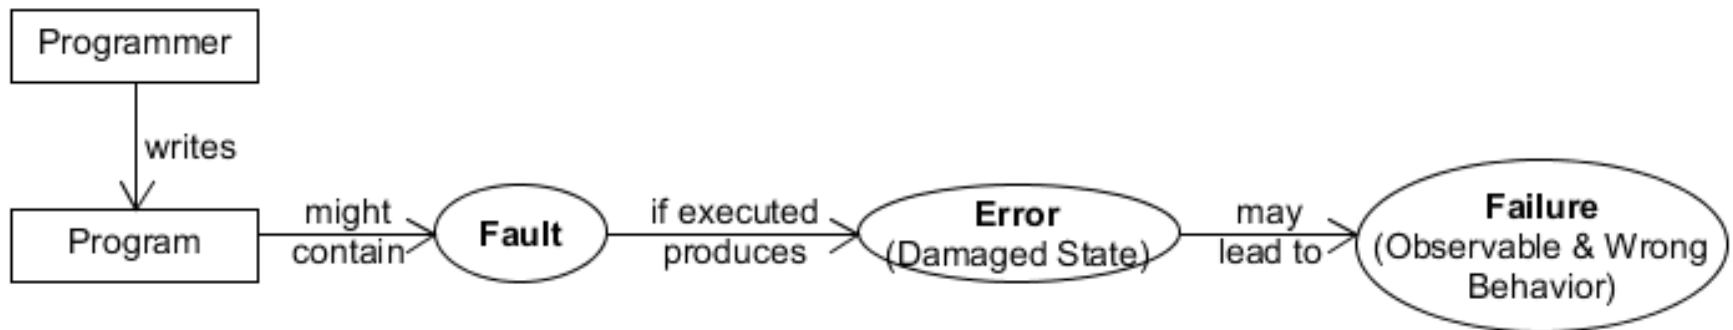 Programmer
writes
Program
might
contain
Fault
if executed
produces
Error
(Damaged State)
may
lead to
Failure
(Observable & Wrong
Behavior)